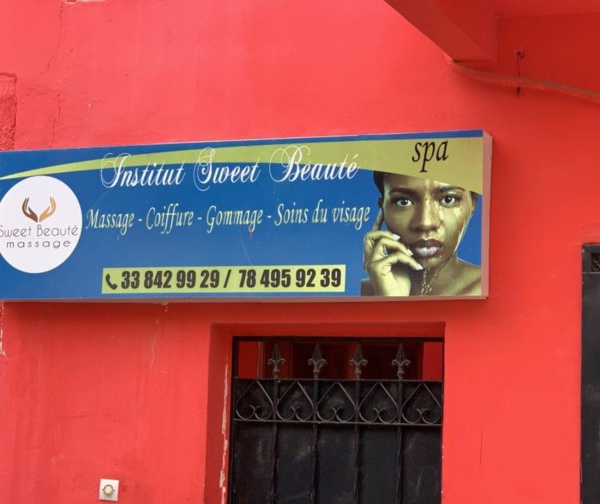 Institut Sweet Beauté
spa
Massage - Coiffure - Gommage - Soins du visage
Sweet Beauté
massage
33 842 99 29 / 78 495 92 39